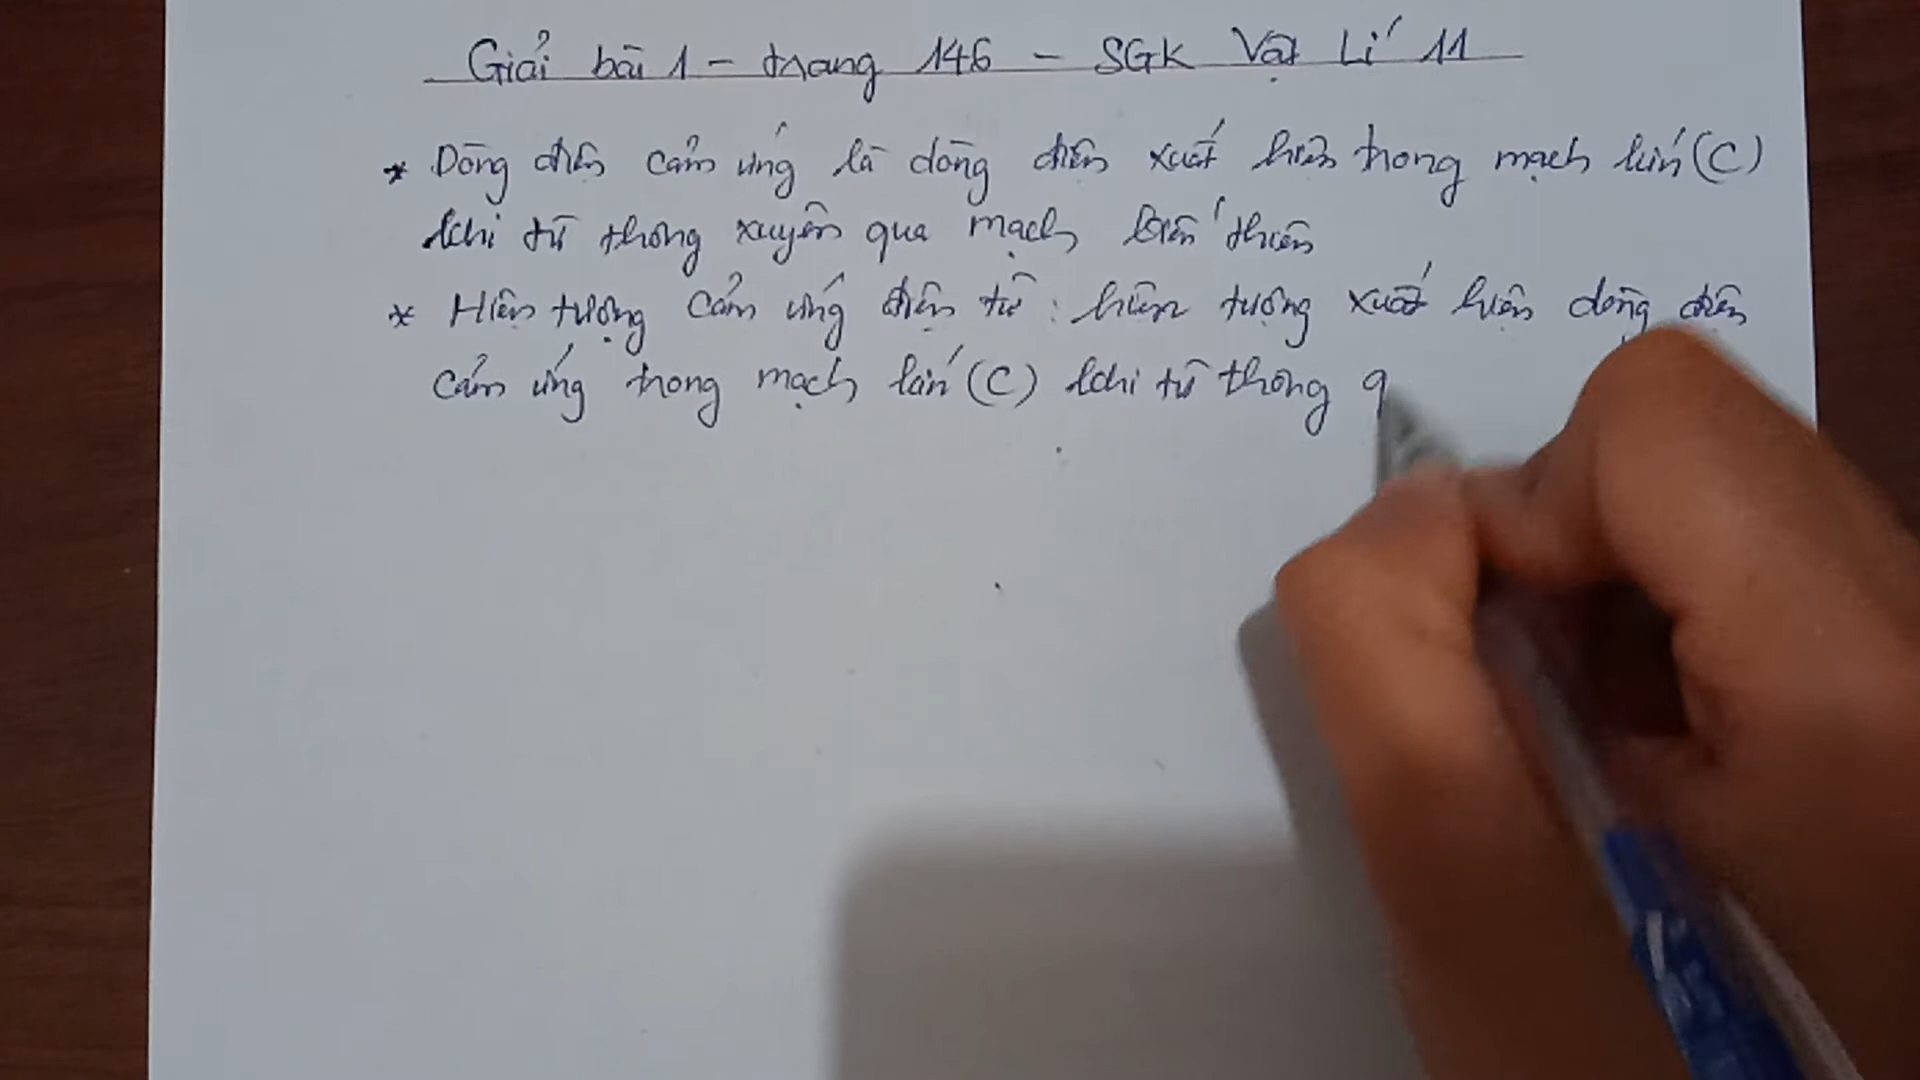 Giải bài 1 - trang 146 - SGK Vật Lí 11
* Dòng điện cảm ứng là dòng điện xuất hiện trong mạch kín (C)
khi từ thông xuyên qua mạch biến thiên
* Hiện tượng cảm ứng điện từ : hiện tượng xuất hiện dòng điện
cảm ứng trong mạch kín (C) khi từ thông q